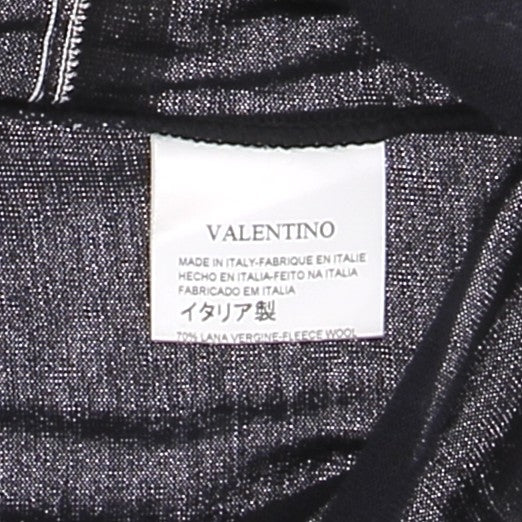 VALENTINO
MADE IN ITALY-FABRIQUE EN ITALIE
HECHO EN ITALIA-FEITO NA ITALIA
FABRICADO EM ITALIA
イタリア製
70% LANA VERGINE-FLEECE WOOL